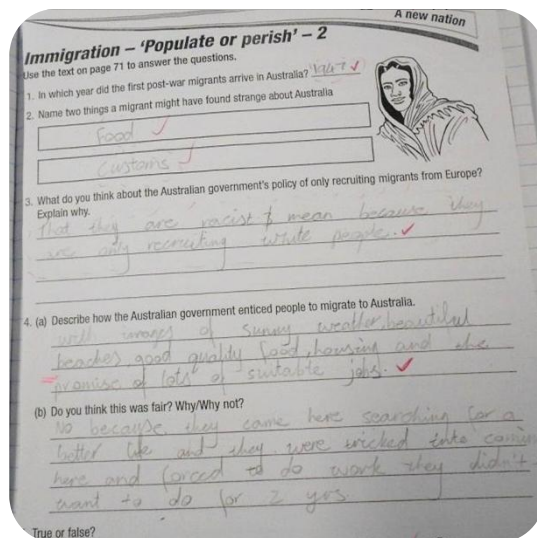 A new nation
Immigration – 'Populate or perish' – 2
Use the text on page 71 to answer the questions.
1. In which year did the first post-war migrants arrive in Australia? 1947
2. Name two things a migrant might have found strange about Australia
Food
Customs
3. What do you think about the Australian government's policy of only recruiting migrants from Europe?
Explain why.
That they are racist & mean because they
are only recruiting white people.
4. (a) Describe how the Australian government enticed people to migrate to Australia.
with images of sunny weather, beautiful
beaches good quality food, housing and the
promise of lots of suitable jobs.
(b) Do you think this was fair? Why/Why not?
No because they came here searching for a
better life and they were tricked into coming
here and forced to do work they didn't
want to do for 2 yrs.
True or false?